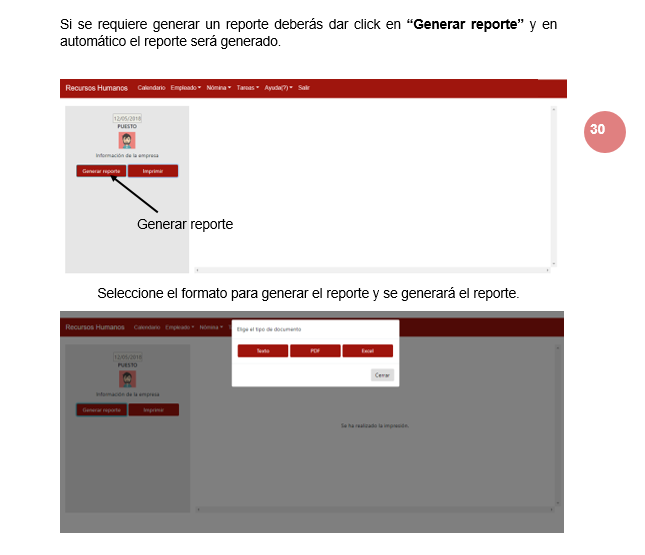 Si se requiere generar un reporte deberás dar click en “Generar reporte” y en
automático el reporte será generado.
Recursos Humanos Calendario Empleado Nómina Tareas Ayuda(?) Salir
12/05/2018
PUESTO
30
Información de la empresa
Generar reporte Imprimir
Generar reporte
Seleccione el formato para generar el reporte y se generará el reporte.
Recursos Humanos Calendario Empleado Nómina
Elige el tipo de documento
Texto PDF Excel
Cerrar
12/05/2018
PUESTO
Información de la empresa
Generar reporte Imprimir
Se ha realizado la impresión.